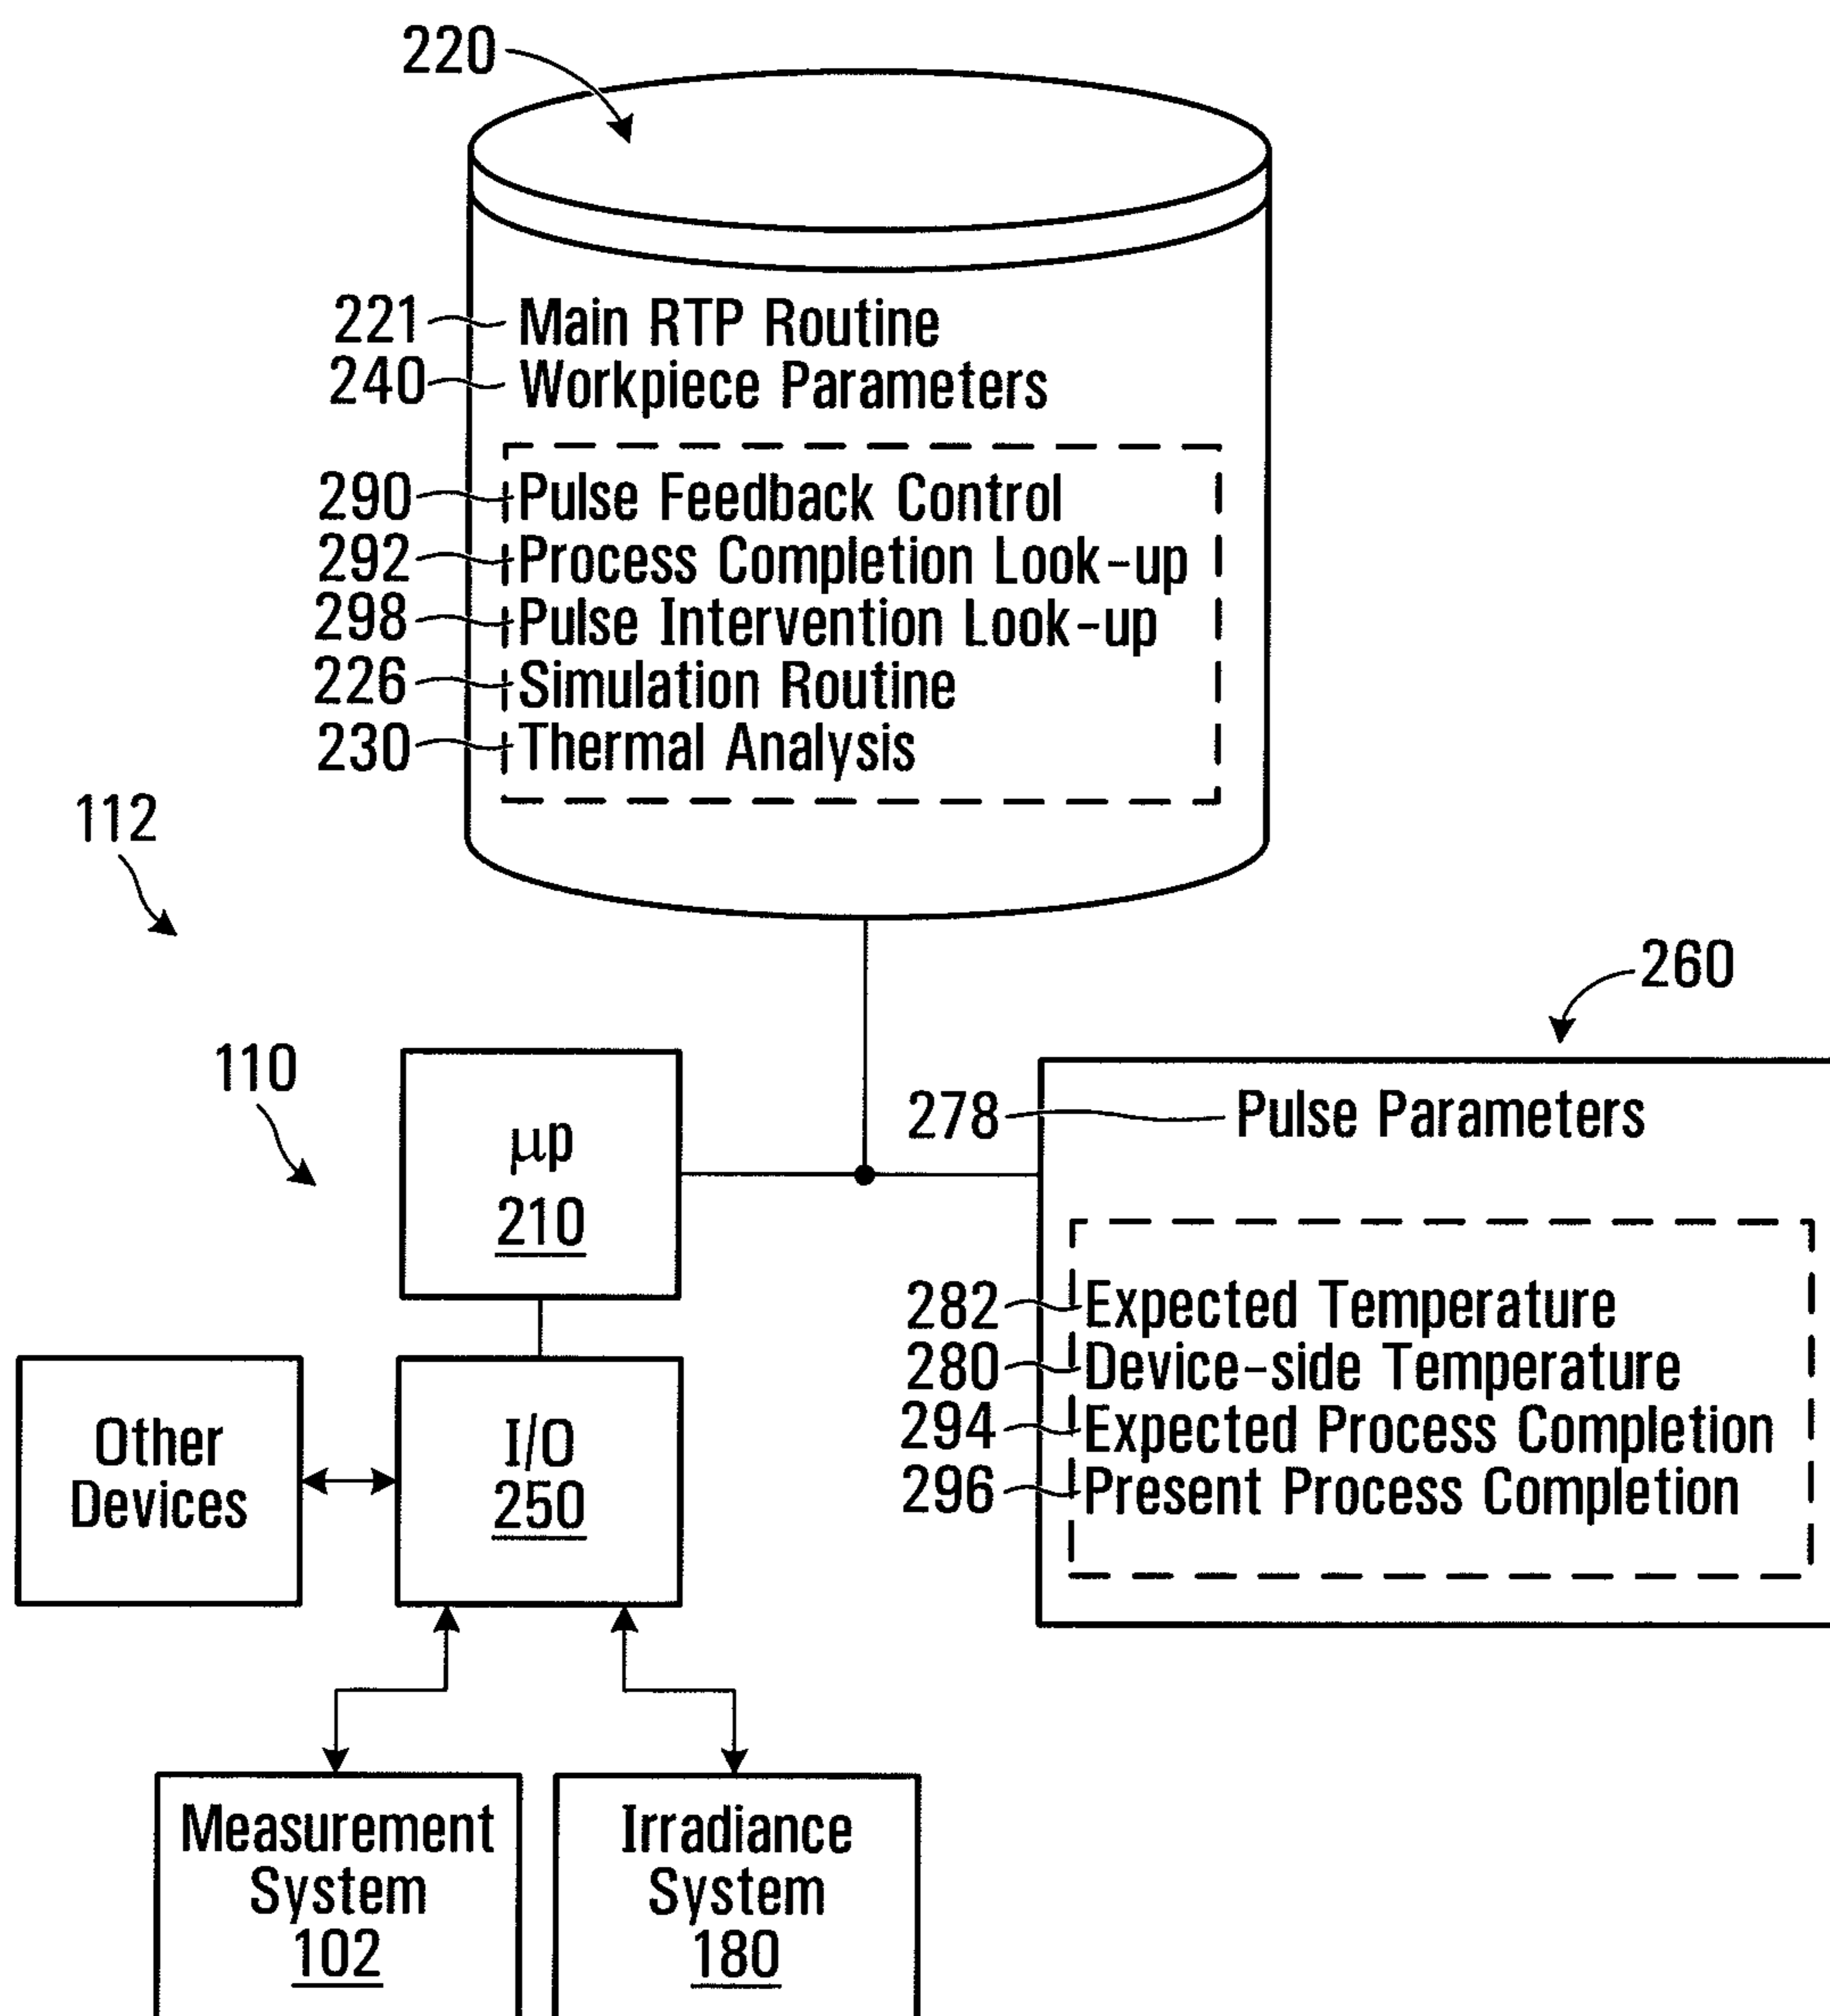 220
221 Main RTP Routine
240 Workpiece Parameters
290 Pulse Feedback Control
292 Process Completion Look-up
298 Pulse Intervention Look-up
226 Simulation Routine
230 Thermal Analysis
112
260
110
μp
210
278 Pulse Parameters
282 Expected Temperature
280 Device-side Temperature
294 Expected Process Completion
296 Present Process Completion
Other
Devices
I/O
250
Measurement
System
102
Irradiance
System
180